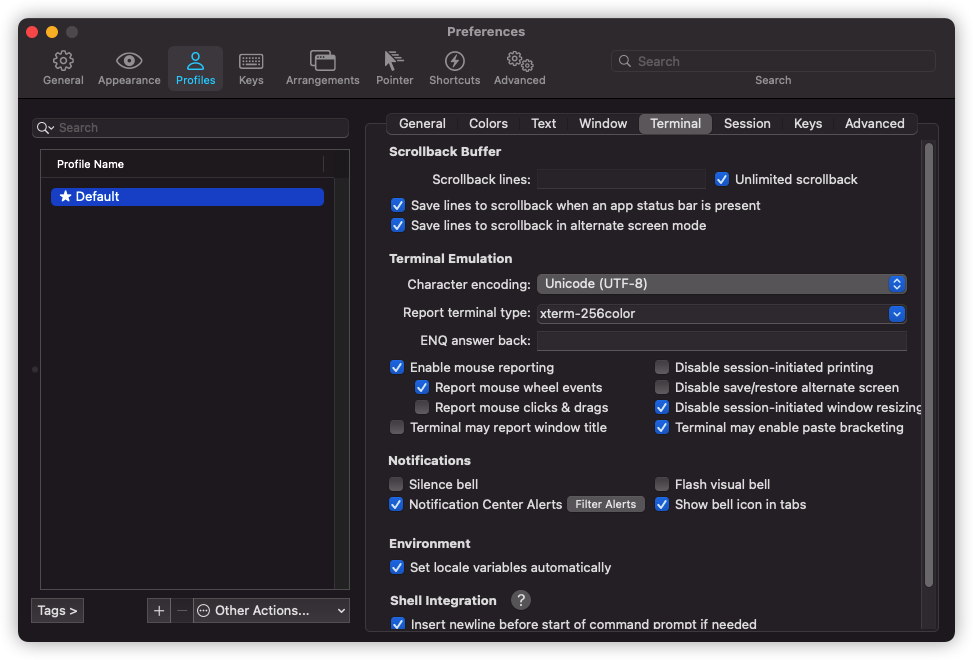 Preferences
General Appearance Profiles Keys Arrangements Pointer Shortcuts Advanced
Search
Search
Search
Profile Name
★ Default
Tags >
+ − Other Actions...
General Colors Text Window Terminal Session Keys Advanced
Scrollback Buffer
Scrollback lines: Unlimited scrollback
Save lines to scrollback when an app status bar is present
Save lines to scrollback in alternate screen mode
Terminal Emulation
Character encoding: Unicode (UTF-8)
Report terminal type: xterm-256color
ENQ answer back:
Enable mouse reporting Disable session-initiated printing
Report mouse wheel events Disable save/restore alternate screen
Report mouse clicks & drags Disable session-initiated window resizing
Terminal may report window title Terminal may enable paste bracketing
Notifications
Silence bell Flash visual bell
Notification Center Alerts Filter Alerts Show bell icon in tabs
Environment
Set locale variables automatically
Shell Integration ?
Insert newline before start of command prompt if needed